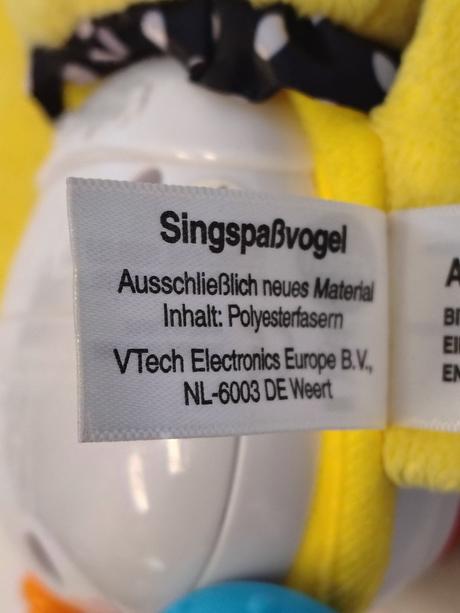 Singspaßvogel
Ausschließlich neues Material
Inhalt: Polyesterfasern
VTech Electronics Europe B.V.,
NL-6003 DE Weert